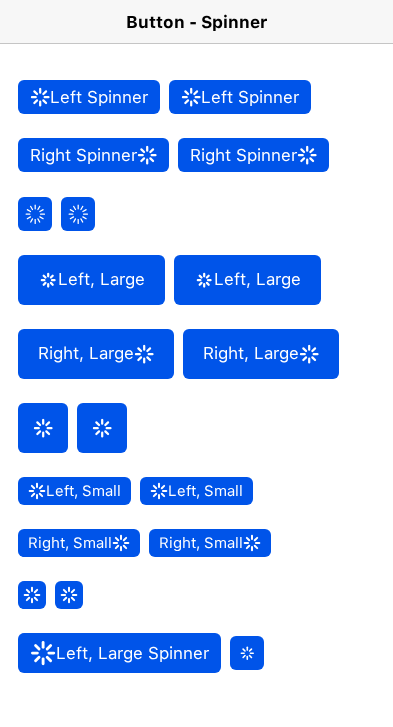 Button - Spinner
Left Spinner Left Spinner
Right Spinner Right Spinner
Left, Large Left, Large
Right, Large Right, Large
Left, Small Left, Small
Right, Small Right, Small
Left, Large Spinner